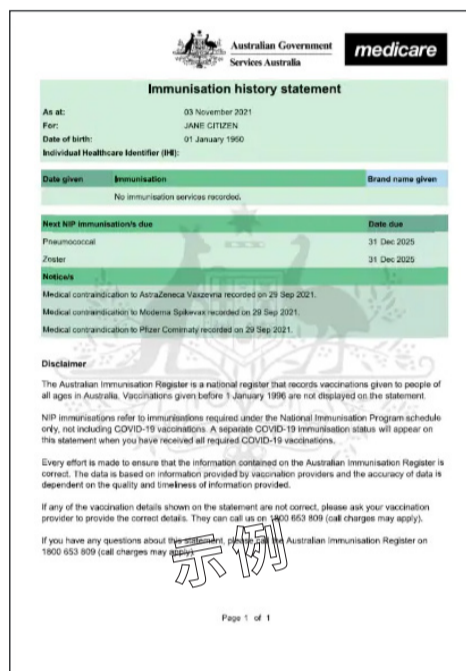 Australian Government
Services Australia
medicare
Immunisation history statement
As at: 03 November 2021
For: JANE CITIZEN
Date of birth: 01 January 1960
Individual Healthcare Identifier (IHI):
Date given Immunisation Brand name given
No immunisation services recorded.
Next NIP immunisation/s due Date due
Pneumococcal 31 Dec 2025
Zoster 31 Dec 2025
Notice/s
Medical contraindication to AstraZeneca Vaxzevria recorded on 29 Sep 2021.
Medical contraindication to Moderna Spikevax recorded on 29 Sep 2021.
Medical contraindication to Pfizer Comirnaty recorded on 29 Sep 2021.
Disclaimer
The Australian Immunisation Register is a national register that records vaccinations given to people of
all ages in Australia. Vaccinations given before 1 January 1996 are not displayed on the statement.
NIP immunisations refer to immunisations required under the National Immunisation Program schedule
only, not including COVID-19 vaccinations. A separate COVID-19 immunisation status will appear on
this statement when you have received all required COVID-19 vaccinations.
Every effort is made to ensure that the information contained on the Australian Immunisation Register is
correct. The data is based on information provided by vaccination providers and the accuracy of data is
dependent on the quality and timeliness of information provided.
If any of the vaccination details shown on the statement are not correct, please ask your vaccination
provider to provide the correct details. They can call us on 1800 653 809 (call charges may apply).
If you have any questions about this statement, please call the Australian Immunisation Register on
1800 653 809 (call charges may apply).
示例
Page 1 of 1